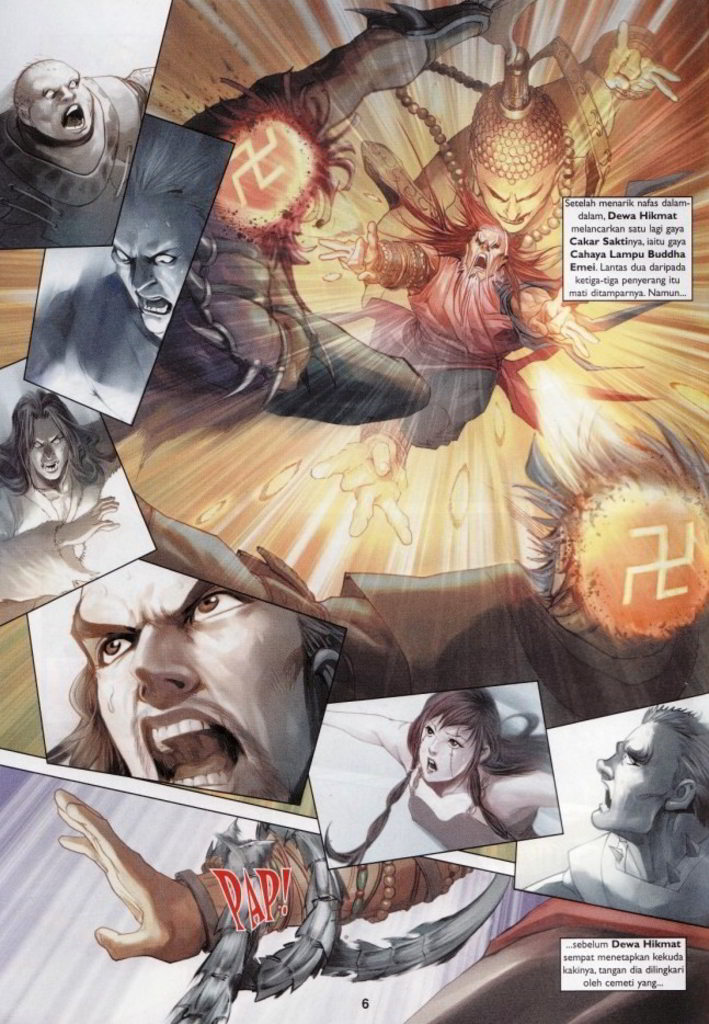 Setelah menarik nafas dalam-
dalam, Dewa Hikmat
melancarkan satu lagi gaya
Cakar Saktinya, iaitu gaya
Cahaya Lampu Buddha
Emei. Lantas dua daripada
ketiga-tiga penyerang itu
mati ditamparnya. Namun...
PAP!
...sebelum Dewa Hikmat
sempat menetapkan kekuda
kakinya, tangan dia dilingkari
oleh cemeti yang...
6